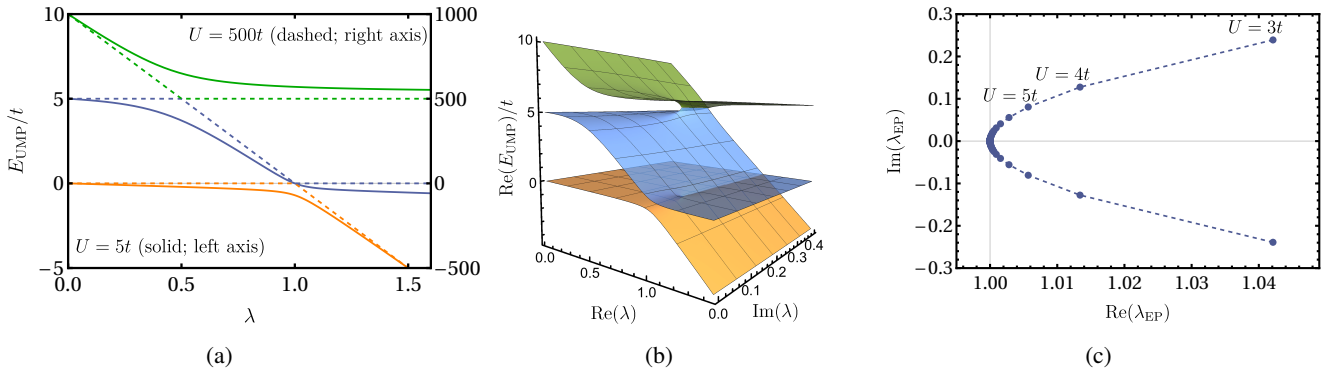 10
5
0
−5
E_UMP/t
1000
500
0
−500
U = 500t (dashed; right axis)
U = 5t (solid; left axis)
0.0 0.5 1.0 1.5
λ
(a)
10
5
0
Re(E_UMP)/t
0.0
0.5
1.0
Re(λ)
0.0
0.1
0.2
0.3
0.4
Im(λ)
(b)
0.3
0.2
0.1
0.0
−0.1
−0.2
−0.3
Im(λ_EP)
U = 3t
U = 4t
U = 5t
1.00 1.01 1.02 1.03 1.04
Re(λ_EP)
(c)